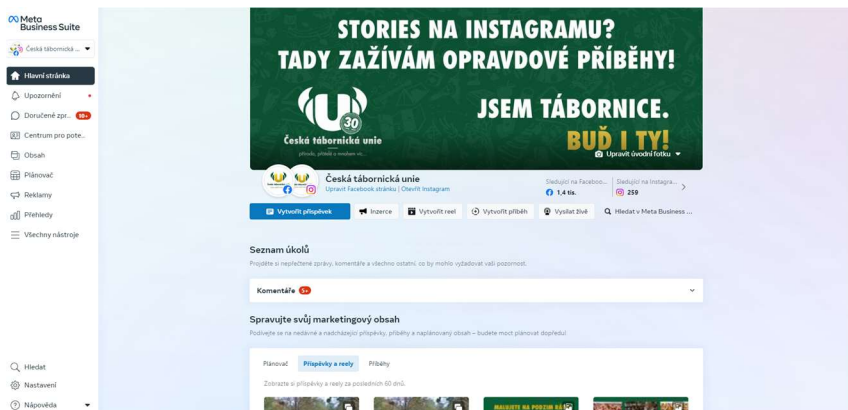 Meta
Business Suite
Česká tábornická ...
Hlavní stránka
Upozornění
Doručené zpr... 10+
Centrum pro pote...
Obsah
Plánovač
Reklamy
Přehledy
Všechny nástroje
Hledat
Nastavení
Nápověda
STORIES NA INSTAGRAMU?
TADY ZAŽÍVÁM OPRAVDOVÉ PŘÍBĚHY!
30
Česká tábornická unie
příroda, přátelé a mnohem víc...
JSEM TÁBORNICE.
BUĎ I TY!
Upravit úvodní fotku
Česká tábornická unie
Upravit Facebook stránku | Otevřít Instagram
Sledující na Faceboo...
1,4 tis.
Sledující na Instagra...
259
Vytvořit příspěvek
Inzerce
Vytvořit reel
Vytvořit příběh
Vysílat živě
Hledat v Meta Business ...
Seznam úkolů
Projděte si nepřečtené zprávy, komentáře a všechno ostatní, co by mohlo vyžadovat vaši pozornost.
Komentáře 5+
Spravujte svůj marketingový obsah
Podívejte se na nedávné a nadcházející příspěvky, příběhy a naplánovaný obsah – budete moct plánovat dopředu!
Plánovač
Příspěvky a reely
Příběhy
Zobrazte si příspěvky a reely za posledních 60 dnů.